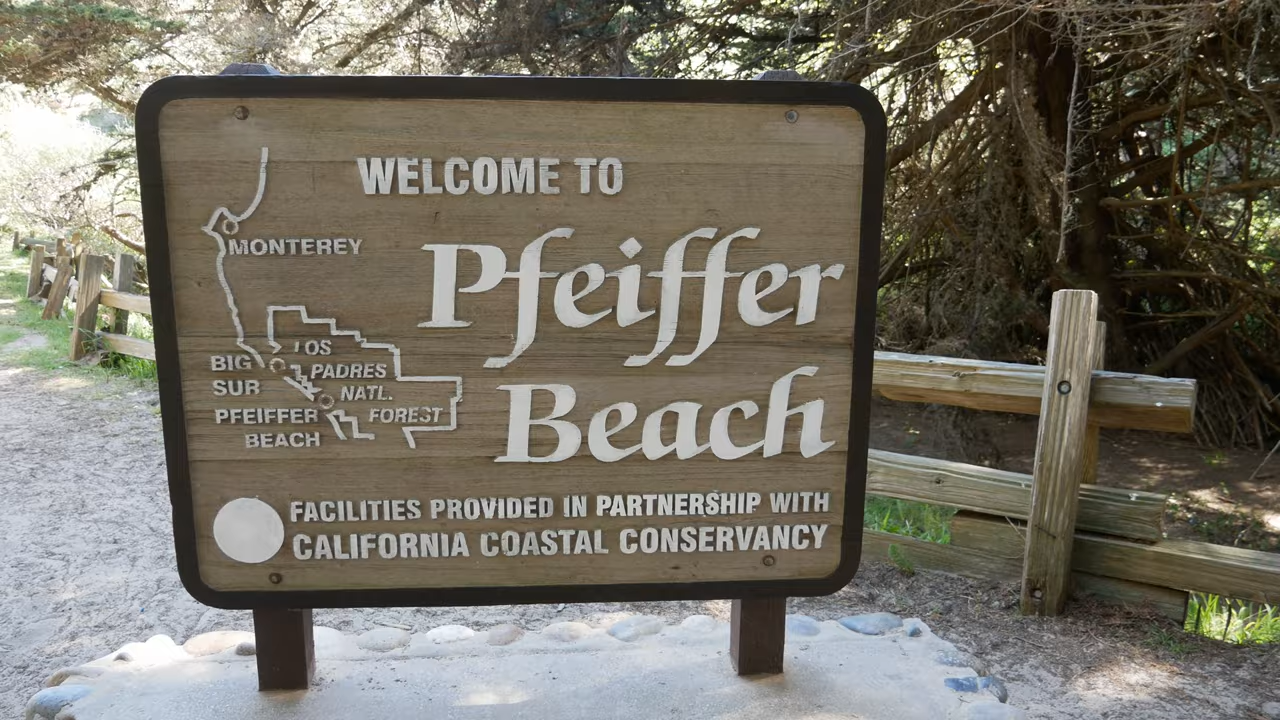 WELCOME TO
Pfeiffer
Beach
MONTEREY
BIG
SUR
LOS
PADRES
NATL.
FOREST
PFEIFFER
BEACH
FACILITIES PROVIDED IN PARTNERSHIP WITH
CALIFORNIA COASTAL CONSERVANCY